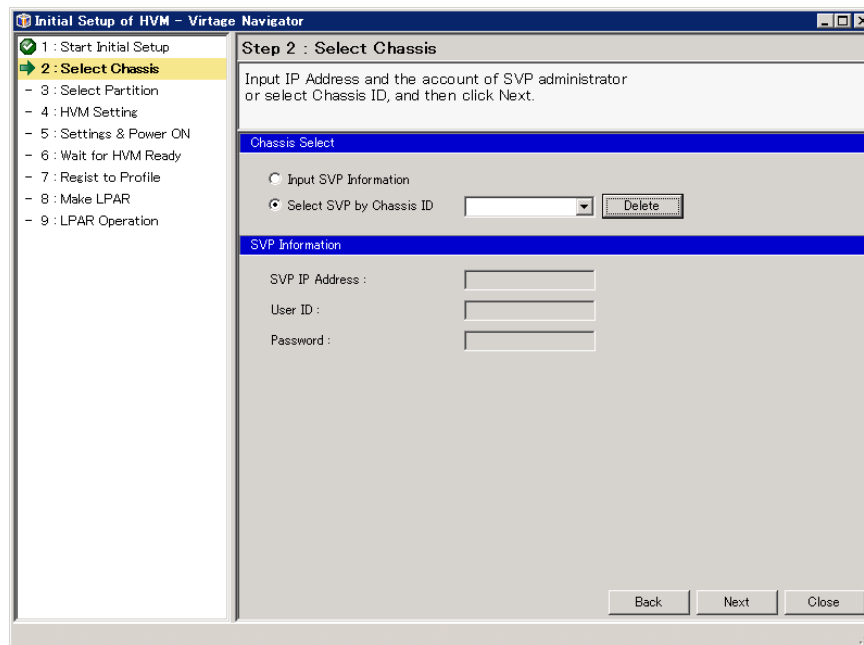 Initial Setup of HVM - Virtage Navigator
1 : Start Initial Setup
2 : Select Chassis
- 3 : Select Partition
- 4 : HVM Setting
- 5 : Settings & Power ON
- 6 : Wait for HVM Ready
- 7 : Regist to Profile
- 8 : Make LPAR
- 9 : LPAR Operation
Step 2 : Select Chassis
Input IP Address and the account of SVP administrator
or select Chassis ID, and then click Next.
Chassis Select
Input SVP Information
Select SVP by Chassis ID
Delete
SVP Information
SVP IP Address :
User ID :
Password :
Back Next Close